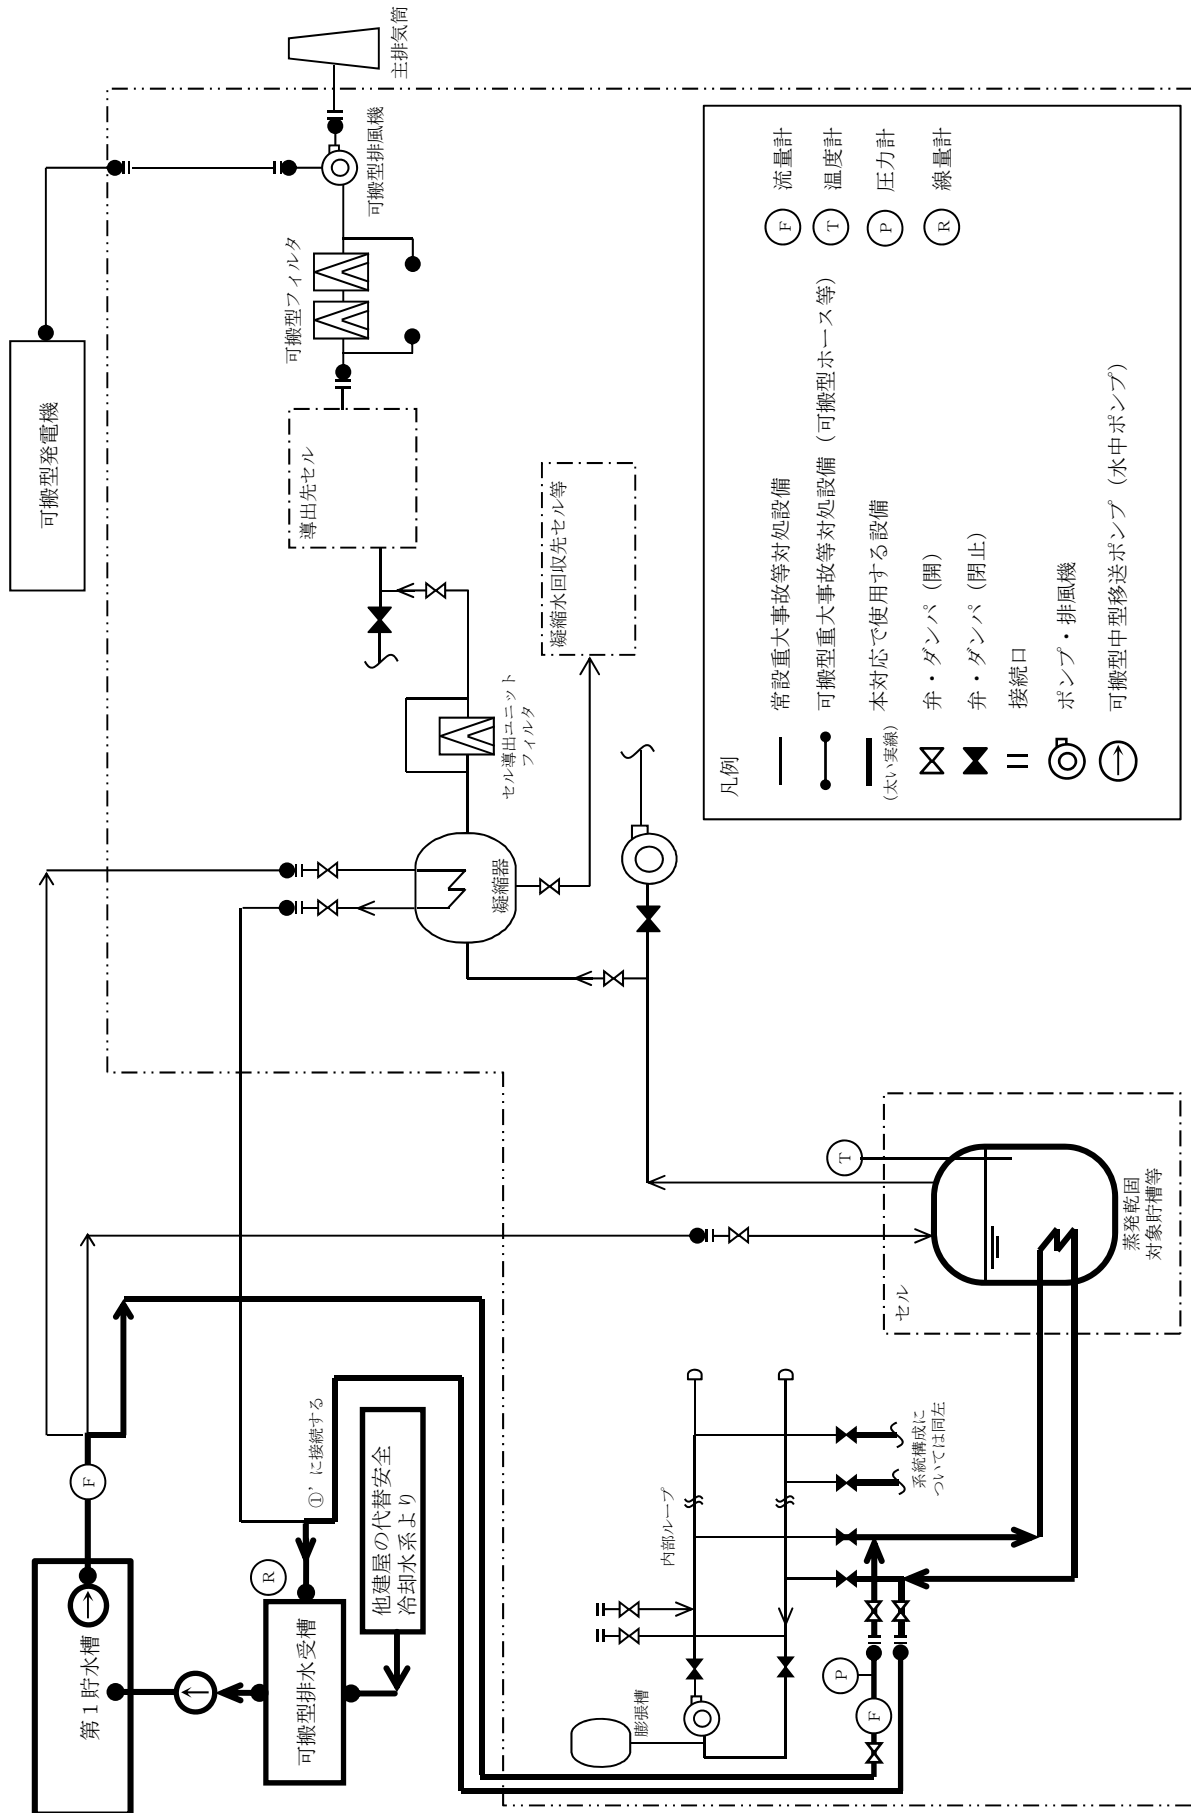 第１貯水槽
F
可搬型排水受槽
R
①’に接続する
他建屋の代替安全
冷却水系より
膨張槽
内部ループ
P
F
系統構成に
ついては同左
セル
蒸発乾固
対象貯槽等
T
凝縮器
セル導出ユニット
フィルタ
凝縮水回収先セル等
導出先セル
可搬型発電機
可搬型フィルタ
可搬型排風機
主排気筒
凡例
常設重大事故等対処設備
可搬型重大事故等対処設備（可搬型ホース等）
本対応で使用する設備
（太い実線）
弁・ダンパ（開）
弁・ダンパ（閉止）
接続口
ポンプ・排風機
可搬型中型移送ポンプ（水中ポンプ）
F 流量計
T 温度計
P 圧力計
R 線量計